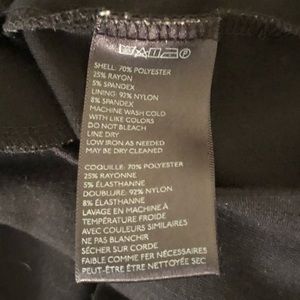 SHELL: 70% POLYESTER
25% RAYON
5% SPANDEX
LINING: 92% NYLON
8% SPANDEX
MACHINE WASH COLD
WITH LIKE COLORS
DO NOT BLEACH
LINE DRY
LOW IRON AS NEEDED
MAY BE DRY CLEANED
COQUILLE: 70% POLYESTER
25% RAYONNE
5% ÉLASTHANNE
DOUBLURE: 92% NYLON
8% ÉLASTHANNE
LAVAGE EN MACHINE À
TEMPÉRATURE FROIDE
AVEC COULEURS SIMILAIRES
NE PAS BLANCHIR
SÉCHER SUR CORDE
FAIBLE COMME FER NÉCESSAIRES
PEUT-ÊTRE ÊTRE NETTOYÉE SEC